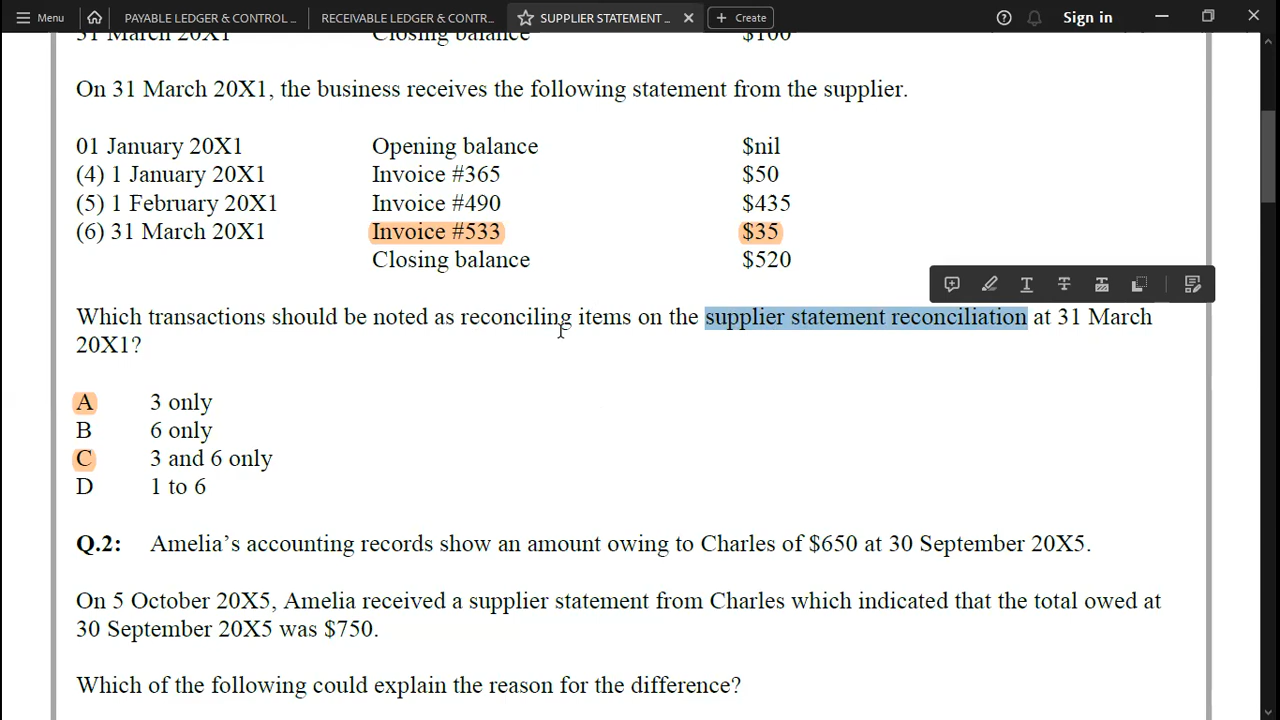 Menu PAYABLE LEDGER & CONTROL ... RECEIVABLE LEDGER & CONTR... SUPPLIER STATEMENT ... Create Sign in
31 March 20X1 Closing balance $100
On 31 March 20X1, the business receives the following statement from the supplier.
01 January 20X1 Opening balance $nil
(4) 1 January 20X1 Invoice #365 $50
(5) 1 February 20X1 Invoice #490 $435
(6) 31 March 20X1 Invoice #533 $35
Closing balance $520
Which transactions should be noted as reconciling items on the supplier statement reconciliation at 31 March
20X1?
A 3 only
B 6 only
C 3 and 6 only
D 1 to 6
Q.2: Amelia’s accounting records show an amount owing to Charles of $650 at 30 September 20X5.
On 5 October 20X5, Amelia received a supplier statement from Charles which indicated that the total owed at
30 September 20X5 was $750.
Which of the following could explain the reason for the difference?